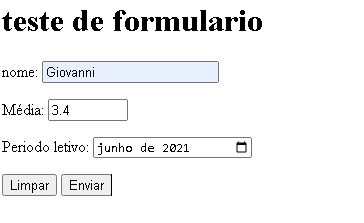 teste de formulario
nome: Giovanni
Média: 3.4
Periodo letivo: junho de 2021
Limpar Enviar